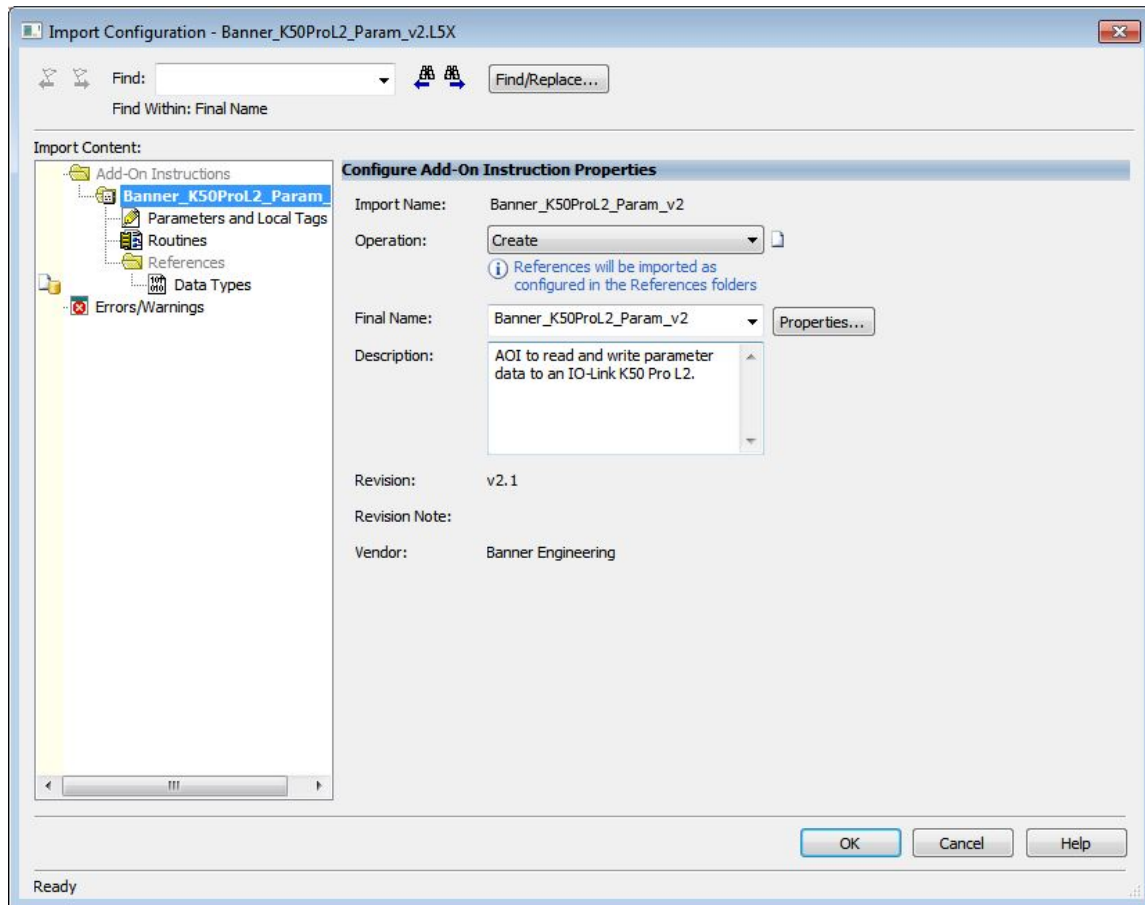 Import Configuration - Banner_K50ProL2_Param_v2.L5X
Find:
Find/Replace...
Find Within: Final Name
Import Content:
Add-On Instructions
Banner_K50ProL2_Param_
Parameters and Local Tags
Routines
References
Data Types
Errors/Warnings
Configure Add-On Instruction Properties
Import Name: Banner_K50ProL2_Param_v2
Operation: Create
References will be imported as
configured in the References folders
Final Name: Banner_K50ProL2_Param_v2 Properties...
Description: AOI to read and write parameter
data to an IO-Link K50 Pro L2.
Revision: v2.1
Revision Note:
Vendor: Banner Engineering
OK Cancel Help
Ready